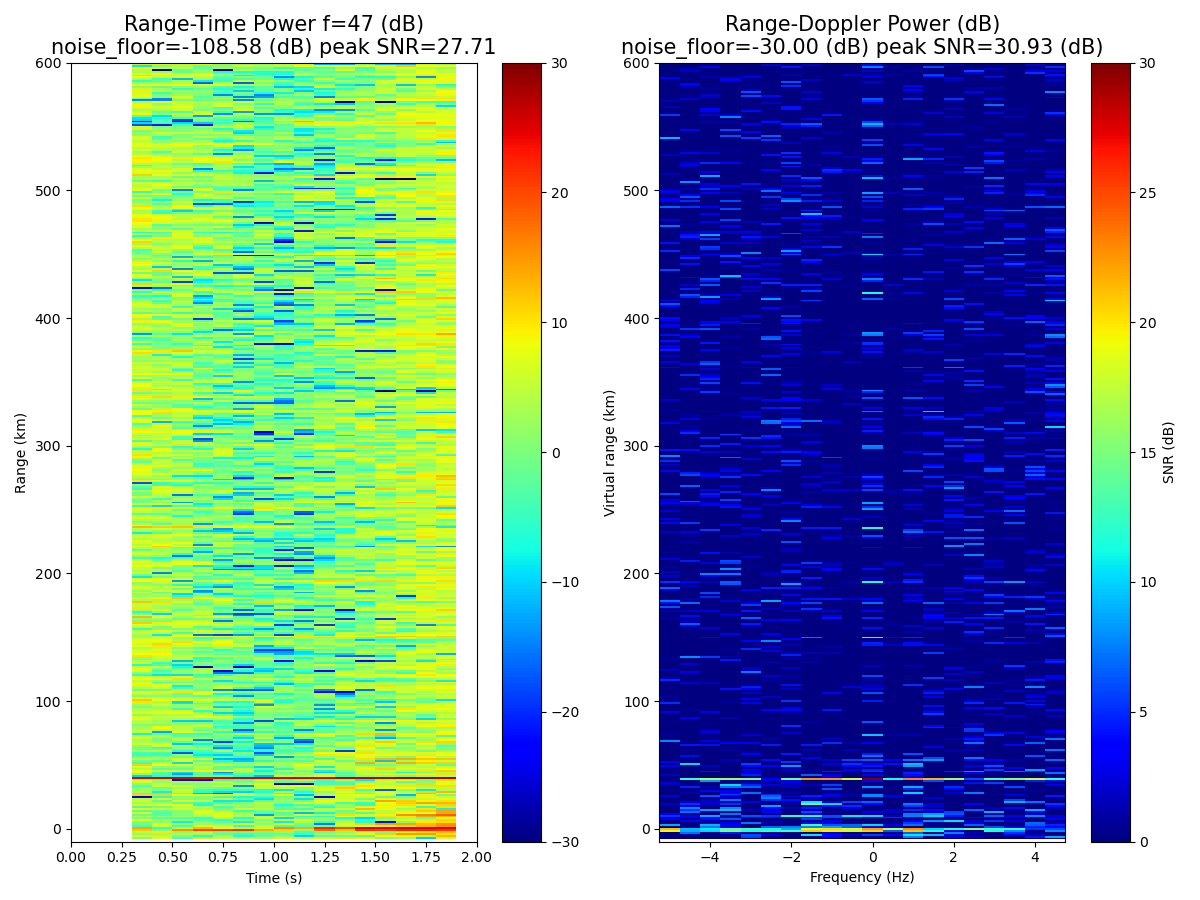 Range-Time Power f=47 (dB)
noise_floor=-108.58 (dB) peak SNR=27.71
Range (km)
600
500
400
300
200
100
0
0.00 0.25 0.50 0.75 1.00 1.25 1.50 1.75 2.00
Time (s)
30
20
10
0
−10
−20
−30
Range-Doppler Power (dB)
noise_floor=-30.00 (dB) peak SNR=30.93 (dB)
Virtual range (km)
600
500
400
300
200
100
0
−4 −2 0 2 4
Frequency (Hz)
30
25
20
15
10
5
0
SNR (dB)